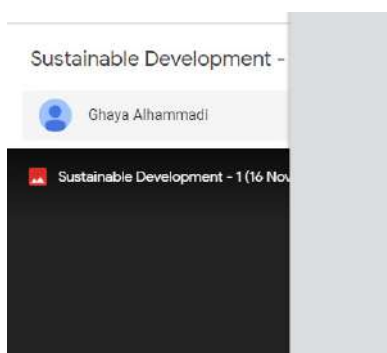 Sustainable Development -
Ghaya Alhammadi
Sustainable Development - 1 (16 Nov